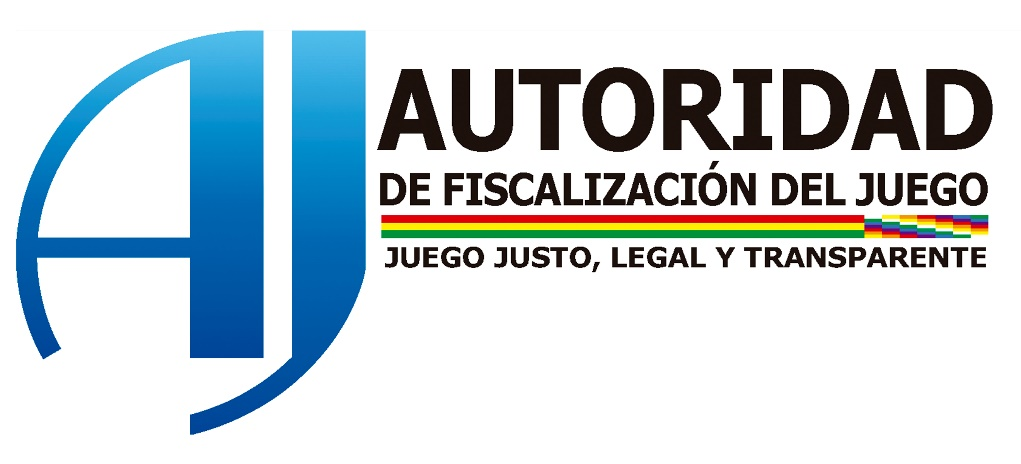 AJ
AUTORIDAD
DE FISCALIZACIÓN DEL JUEGO
JUEGO JUSTO, LEGAL Y TRANSPARENTE